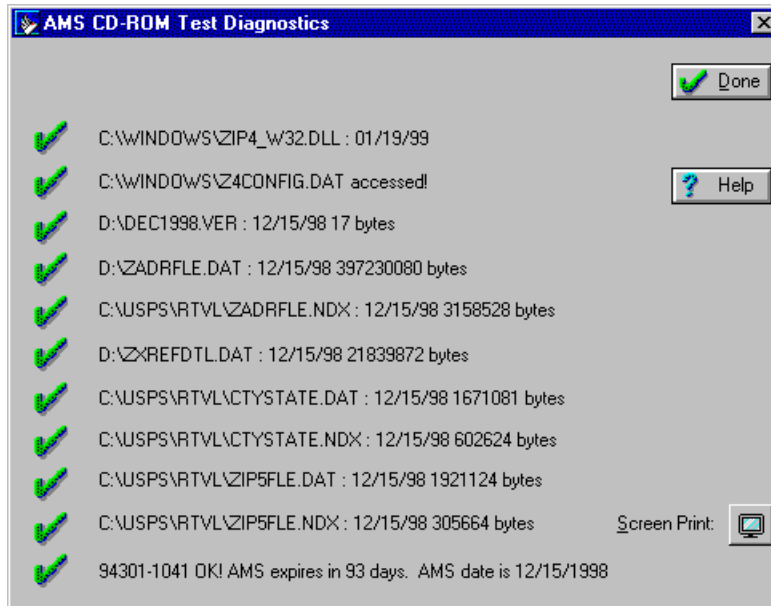 AMS CD-ROM Test Diagnostics
Done
C:\WINDOWS\ZIP4_W32.DLL : 01/19/99
C:\WINDOWS\Z4CONFIG.DAT accessed!
Help
D:\DEC1998.VER : 12/15/98 17 bytes
D:\ZADRFLE.DAT : 12/15/98 397230080 bytes
C:\USPS\RTVL\ZADRFLE.NDX : 12/15/98 3158528 bytes
D:\ZXREFDTL.DAT : 12/15/98 21839872 bytes
C:\USPS\RTVL\CTYSTATE.DAT : 12/15/98 1671081 bytes
C:\USPS\RTVL\CTYSTATE.NDX : 12/15/98 602624 bytes
C:\USPS\RTVL\ZIP5FLE.DAT : 12/15/98 1921124 bytes
C:\USPS\RTVL\ZIP5FLE.NDX : 12/15/98 305664 bytes
Screen Print:
94301-1041 OK! AMS expires in 93 days. AMS date is 12/15/1998